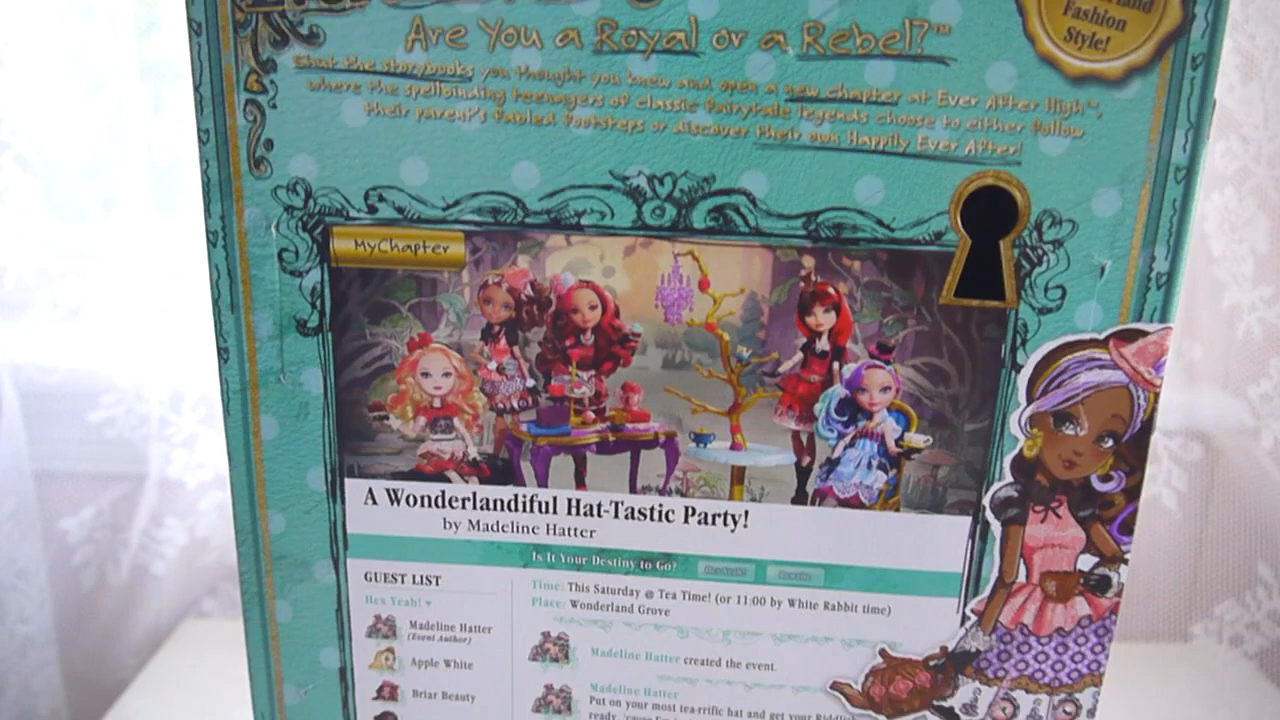 Fashion
Style!
Are You a Royal or a Rebel?™
Shut the storybooks you thought you knew and open a new chapter at Ever After High™,
where the spellbinding teenagers of classic fairytale legends choose to either follow
their parent's fabled footsteps or discover their own Happily Ever After!
MyChapter
A Wonderlandiful Hat-Tastic Party!
by Madeline Hatter
Is It Your Destiny to Go?
GUEST LIST
Hex Yeah! ♥
Madeline Hatter
(Event Author)
Apple White
Briar Beauty
Time: This Saturday @ Tea Time! (or 11:00 by White Rabbit time)
Place: Wonderland Grove
Madeline Hatter created the event.
Madeline Hatter
Put on your most tea-rrific hat and get your
ready, 'cause